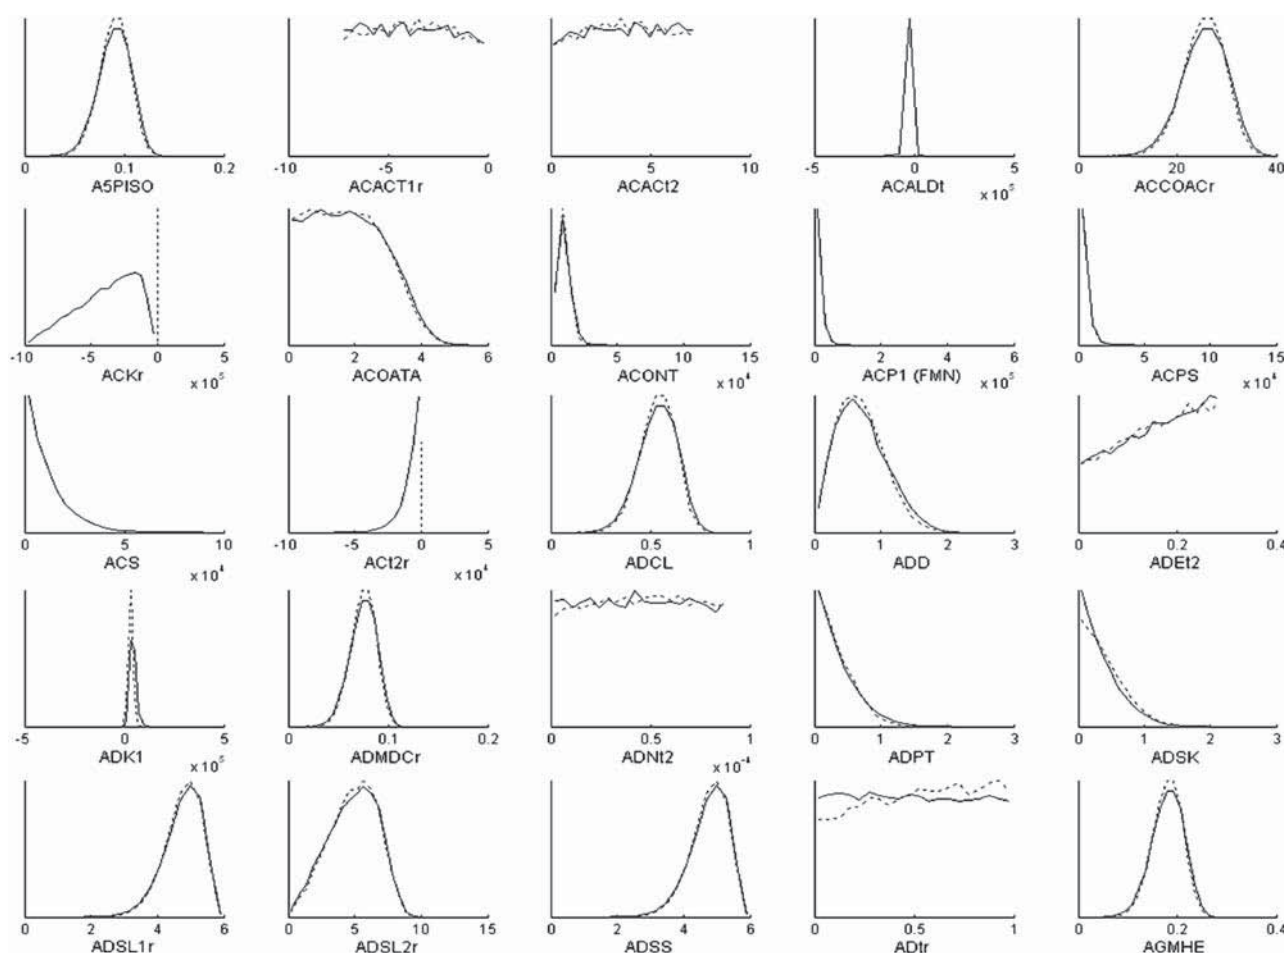 0 0.1 0.2 -10 -5 0 0 5 10 -5 0 5 0 20 40
A5PISO ACACT1r ACACt2 ACALDt x 10⁵ ACCOACr
-10 -5 0 5 0 2 4 6 0 5 10 15 0 2 4 6 0 5 10 15
ACKr x 10⁵ ACOATA ACONT x 10⁴ ACP1 (FMN) x 10⁵ ACPS x 10⁴
0 5 10 -10 -5 0 5 0 0.5 1 0 1 2 3 0 0.2 0.4
ACS x 10⁴ ACt2r x 10⁴ ADCL ADD ADEt2
-5 0 5 0 0.1 0.2 0 0.5 1 0 1 2 3 0 1 2 3
ADK1 x 10⁵ ADMDCr ADNt2 x 10⁻⁴ ADPT ADSK
0 2 4 6 0 5 10 15 0 2 4 6 0 0.5 1 0 0.2 0.4
ADSL1r ADSL2r ADSS ADtr AGMHE